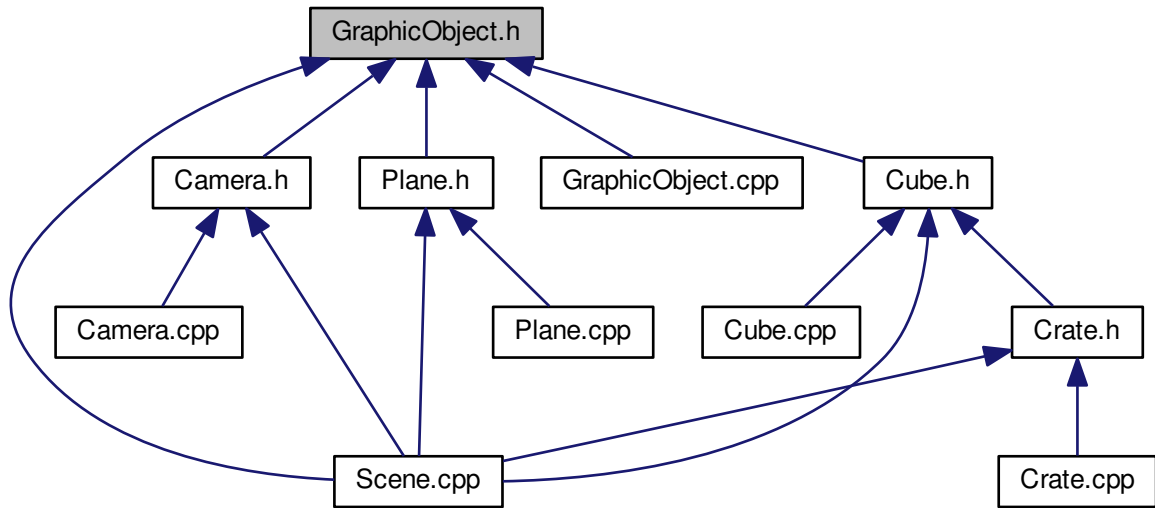 GraphicObject.h
Camera.h
Plane.h
GraphicObject.cpp
Cube.h
Camera.cpp
Plane.cpp
Cube.cpp
Crate.h
Scene.cpp
Crate.cpp